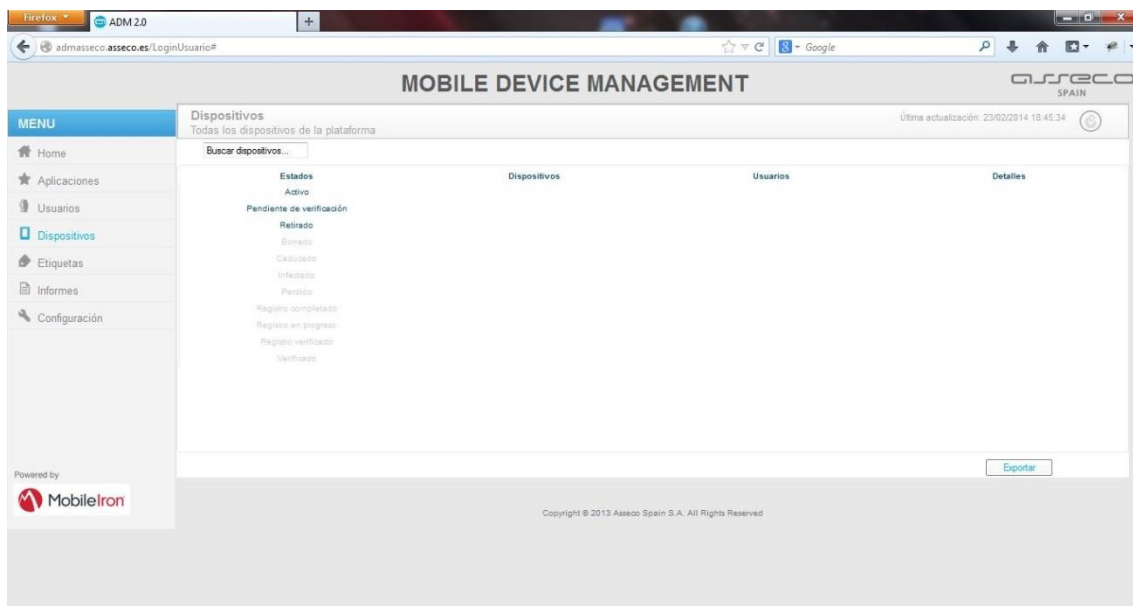 Firefox
ADM 2.0
+
admasseco.asseco.es/LoginUsuario#
Google
MOBILE DEVICE MANAGEMENT
asseco
SPAIN
MENU
Dispositivos
Todas los dispositivos de la plataforma
Última actualización: 23/02/2014 18:45:34
Home
Aplicaciones
Usuarios
Dispositivos
Etiquetas
Informes
Configuración
Buscar dispositivos...
Estados Dispositivos Usuarios Detalles
Activo
Pendiente de verificación
Retirado
Borrado
Caducado
Infectado
Perdido
Registro completado
Registro en progreso
Registro verificado
Verificado
Exportar
Powered by
MobileIron
Copyright © 2013 Asseco Spain S.A. All Rights Reserved